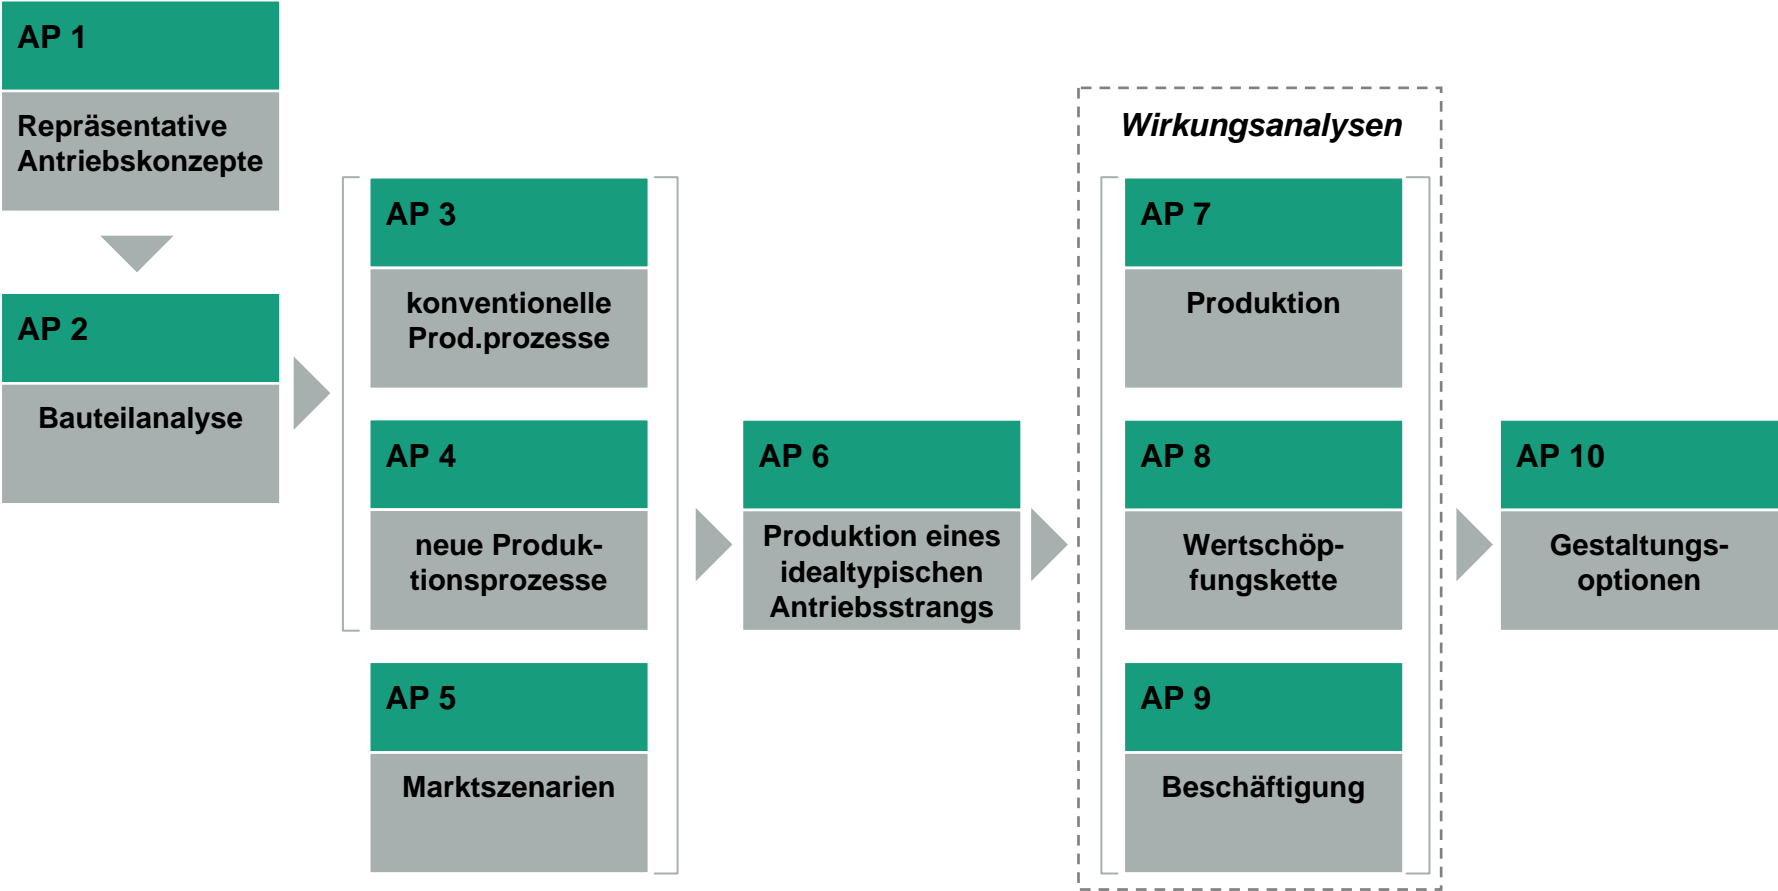 AP 1
Repräsentative
Antriebskonzepte
AP 2
Bauteilanalyse
AP 3
konventionelle
Prod.prozesse
AP 4
neue Produk-
tionsprozesse
AP 5
Marktszenarien
AP 6
Produktion eines
idealtypischen
Antriebsstrangs
Wirkungsanalysen
AP 7
Produktion
AP 8
Wertschöp-
fungskette
AP 9
Beschäftigung
AP 10
Gestaltungs-
optionen